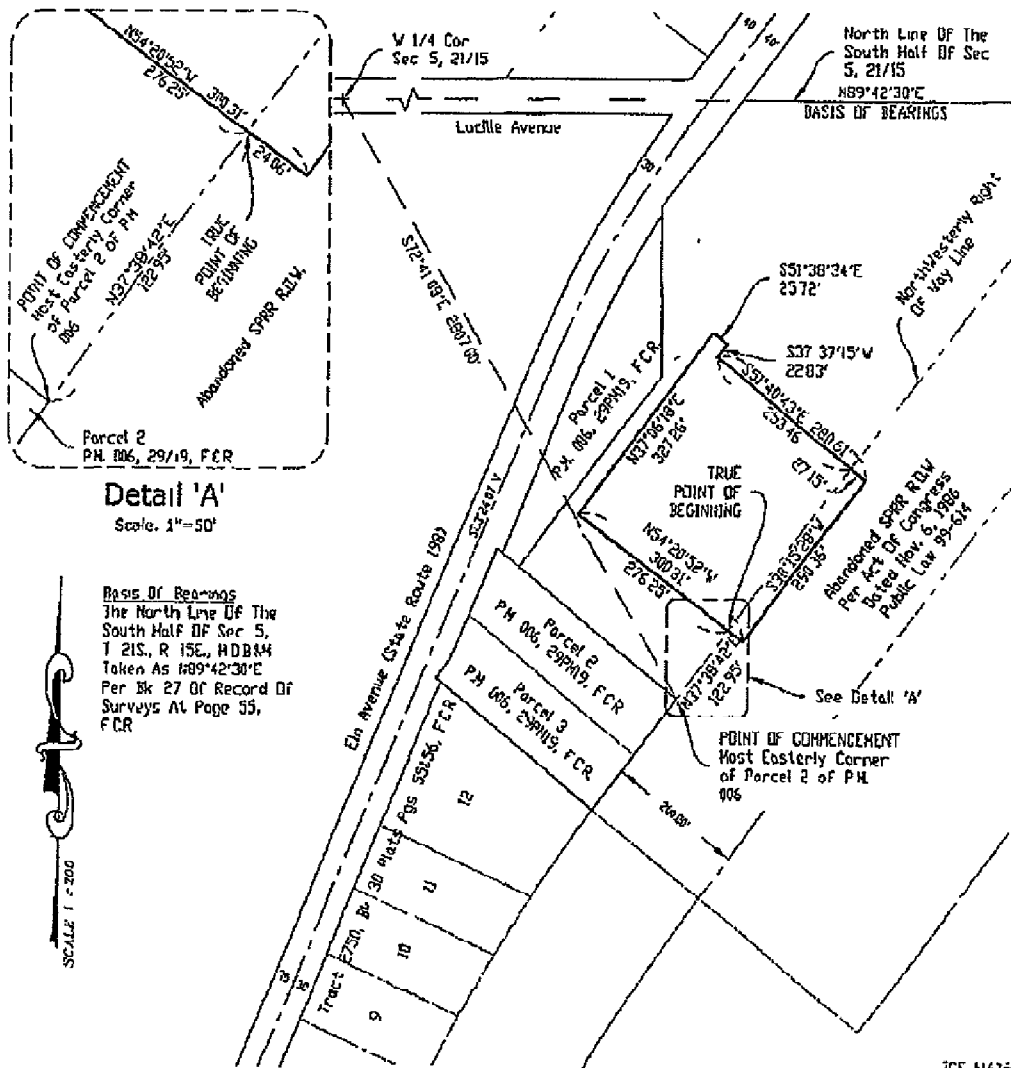 N54°20'52"W
276.25'
300.31'
24.06'
POINT OF COMMENCEMENT
Most Easterly Corner
of Parcel 2 OF PM
006
N37°38'42"E
122.95'
TRUE
POINT OF
BEGINNING
Abandoned SPRR R.O.W.
Parcel 2
PM. 006, 29/19, FCR
Detail 'A'
Scale. 1"=50'
W 1/4 Cor
Sec 5, 21/15
Lucille Avenue
40'
40'
North Line Of The
South Half Of Sec
5, 21/15
N89°42'30"E
BASIS OF BEARINGS
30'
S72°41'09"E 2807.00'
NorthWesterly Right
Of Way Line
S51°38'34"E
25.72'
S37 37'15"W
22.83'
S51°40'43"E 280.61'
253.46
27.15'
Parcel 1
P.M. 006, 29PM19, FCR
N37°06'18"E
327.26'
TRUE
POINT OF
BEGINNING
N54°20'52"W
300.31'
276.25'
S38°15'28"W
290.36'
Abandoned SPRR R.O.W
Per Act Of Congress
Dated Nov. 6, 1986
Public Law 99-614
Elm Avenue (State Route 198)
Basis Of Bearings
The North Line Of The
South Half Of Sec 5,
T 21S., R 15E., MDB&M
Taken As N89°42'30"E
Per Bk 27 Of Record Of
Surveys At Page 55,
FCR
Parcel 2
PM 006, 29PM19, FCR
Parcel 3
P.M 006, 29PM19, FCR
N37°38'42"E
122.95'
See Detail 'A'
POINT OF COMMENCEMENT
Most Easterly Corner
of Parcel 2 of PM.
006
200.00'
Tract 2750, Bk 30 Plats Pgs 55&56, FCR
12
11
10
9
35'
SCALE 1 =200